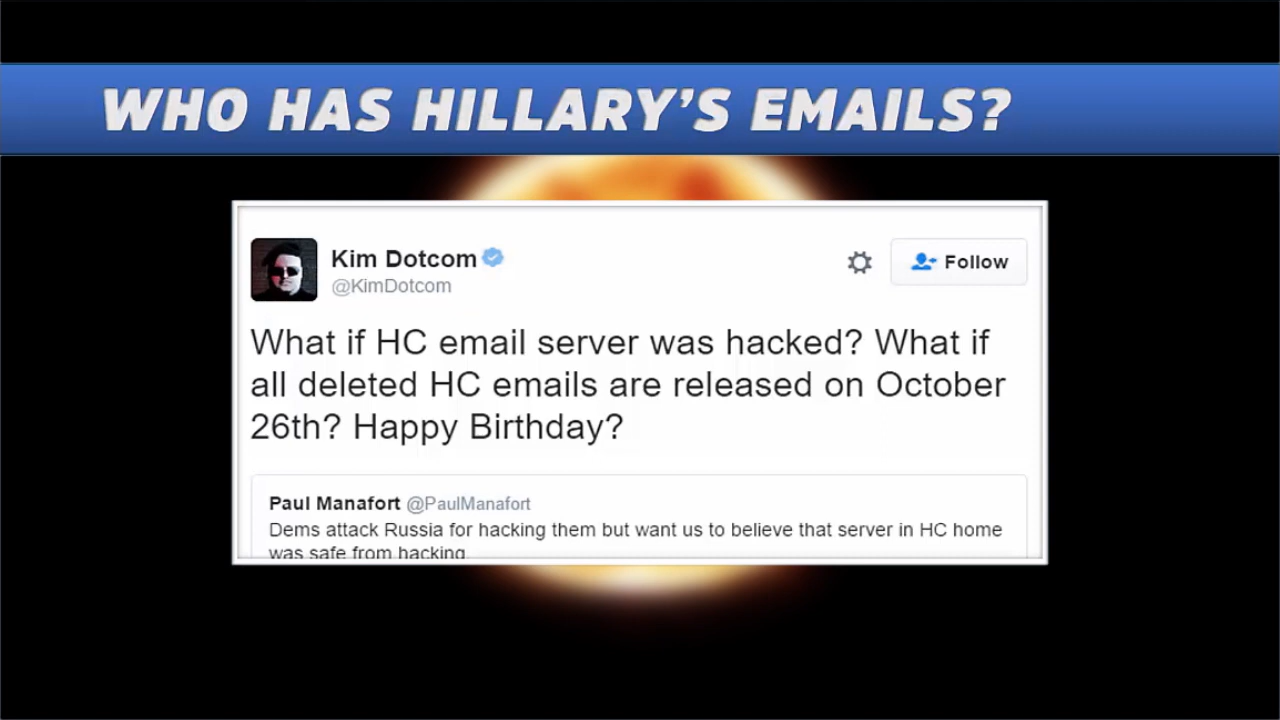 WHO HAS HILLARY'S EMAILS?
Kim Dotcom
@KimDotcom
Follow
What if HC email server was hacked? What if
all deleted HC emails are released on October
26th? Happy Birthday?
Paul Manafort @PaulManafort
Dems attack Russia for hacking them but want us to believe that server in HC home
was safe from hacking.